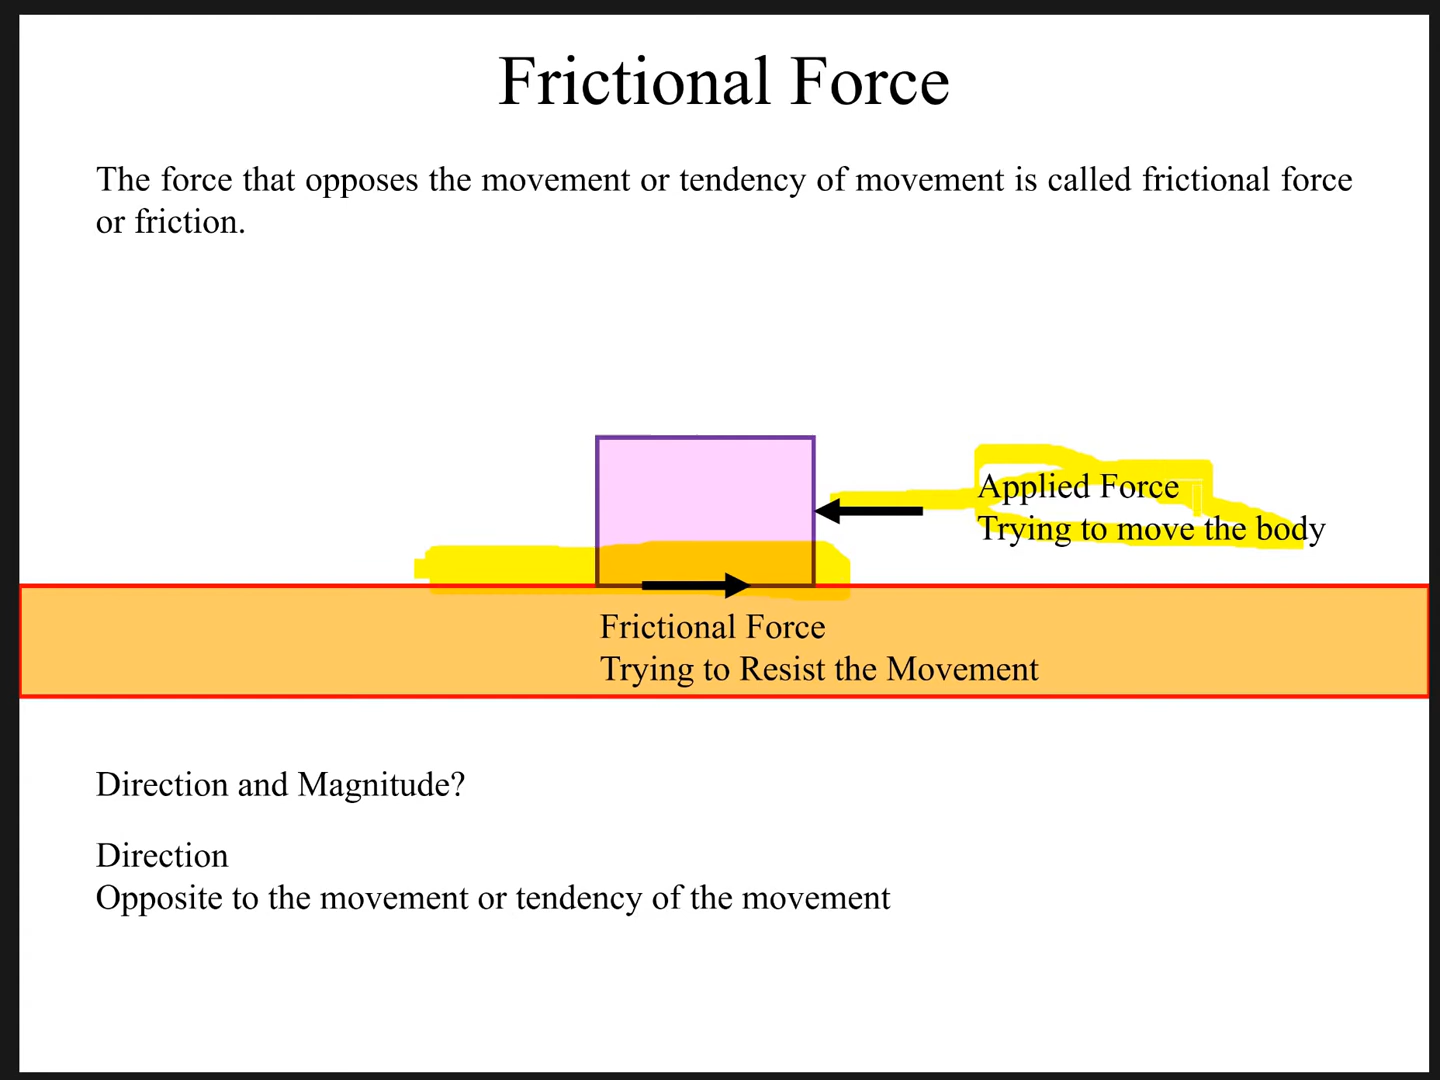 Frictional Force
The force that opposes the movement or tendency of movement is called frictional force
or friction.
Applied Force
Trying to move the body
Frictional Force
Trying to Resist the Movement
Direction and Magnitude?
Direction
Opposite to the movement or tendency of the movement